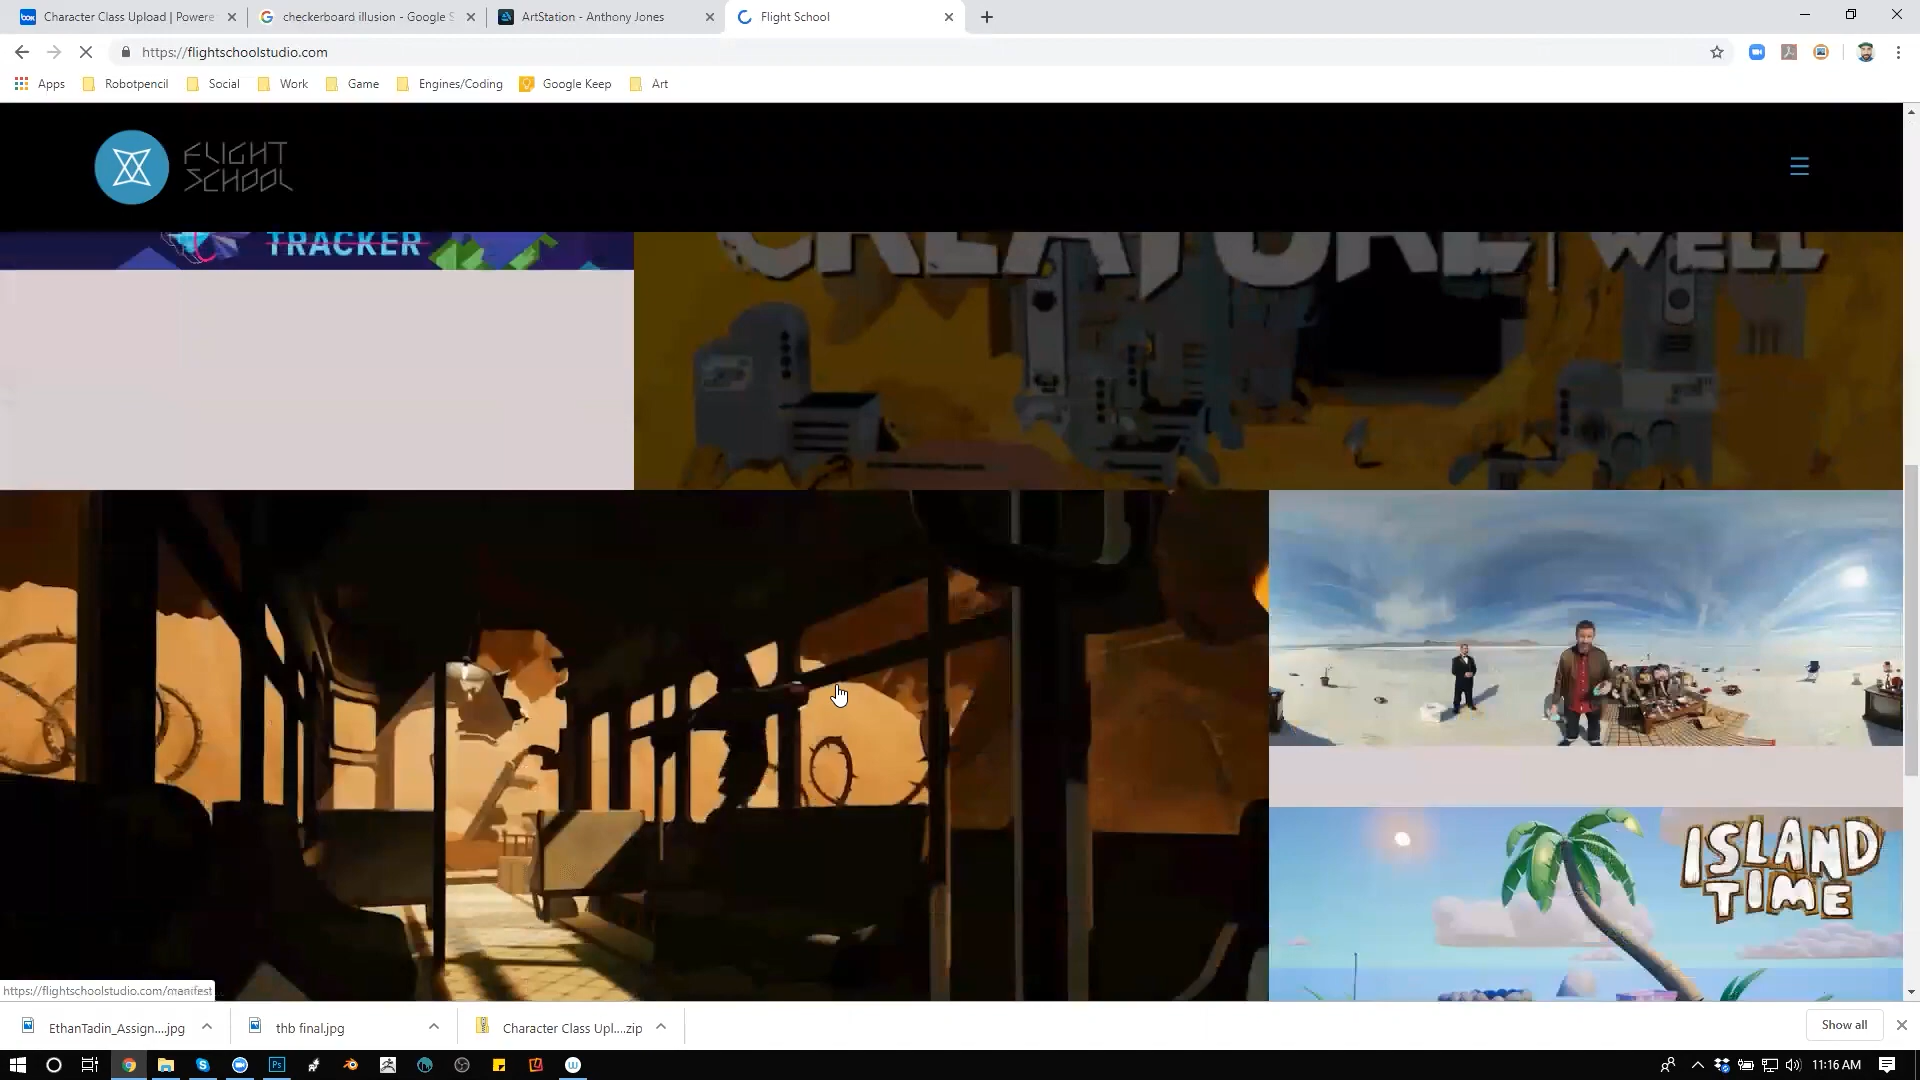 Character Class Upload | Powere
checkerboard illusion - Google S
ArtStation - Anthony Jones
Flight School
https://flightschoolstudio.com
Apps
Robotpencil
Social
Work
Game
Engines/Coding
Google Keep
Art
FLIGHT
SCHOOL
TRACKER
CREATURE
WELL
ISLAND
TIME
https://flightschoolstudio.com/manifest
EthanTadin_Assign....jpg
thb final.jpg
Character Class Upl....zip
Show all
11:16 AM